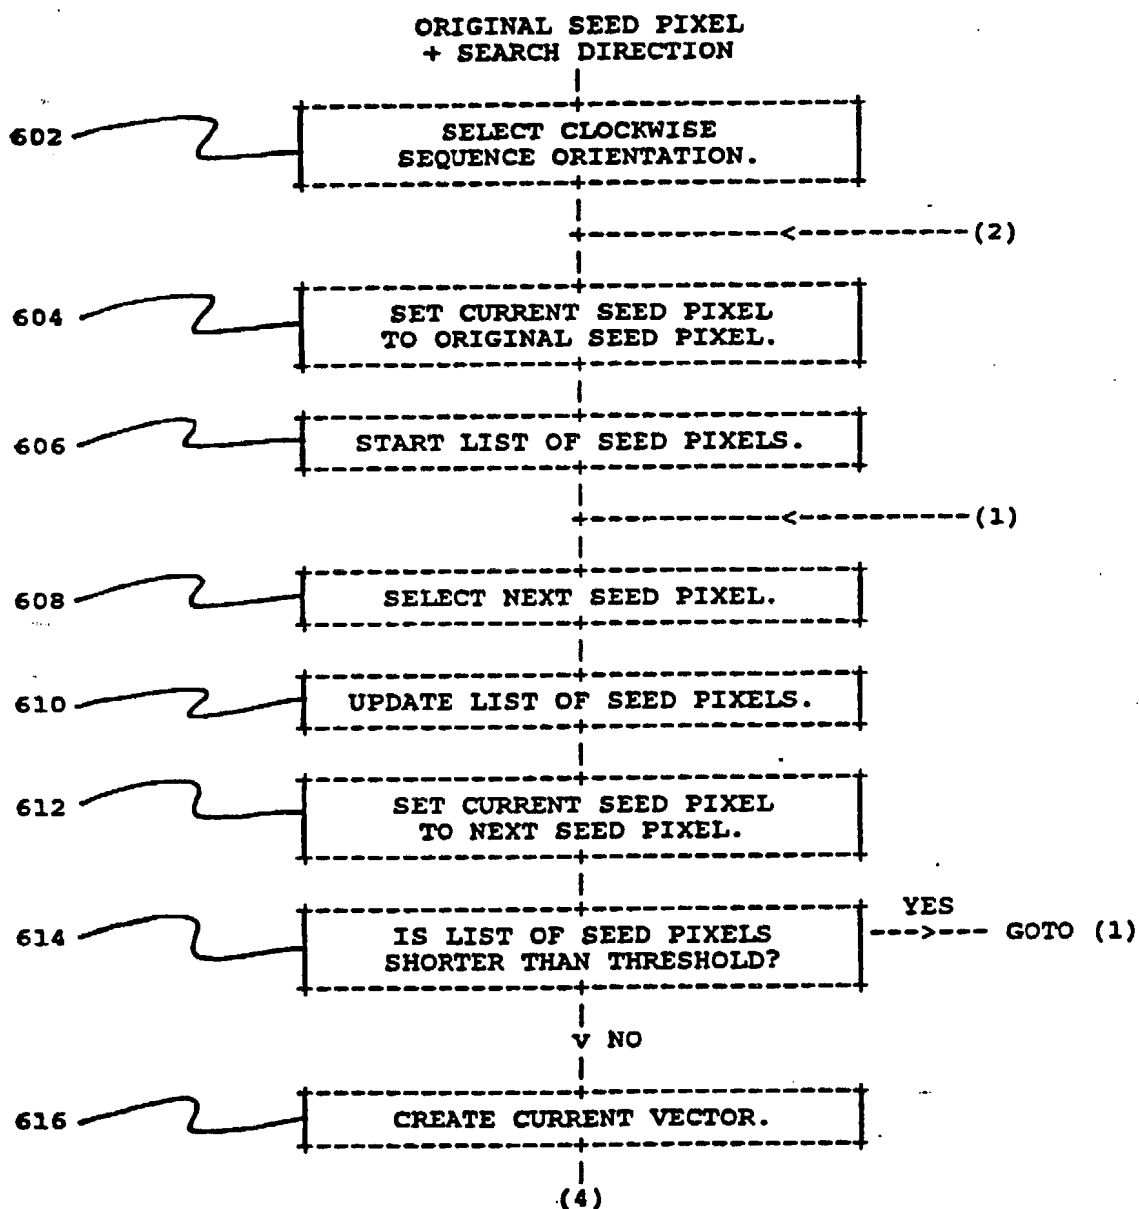 ORIGINAL SEED PIXEL
+ SEARCH DIRECTION
602
SELECT CLOCKWISE
SEQUENCE ORIENTATION.
(2)
604
SET CURRENT SEED PIXEL
TO ORIGINAL SEED PIXEL.
606
START LIST OF SEED PIXELS.
(1)
608
SELECT NEXT SEED PIXEL.
610
UPDATE LIST OF SEED PIXELS.
612
SET CURRENT SEED PIXEL
TO NEXT SEED PIXEL.
614
IS LIST OF SEED PIXELS
SHORTER THAN THRESHOLD?
YES
GOTO (1)
NO
616
CREATE CURRENT VECTOR.
(4)